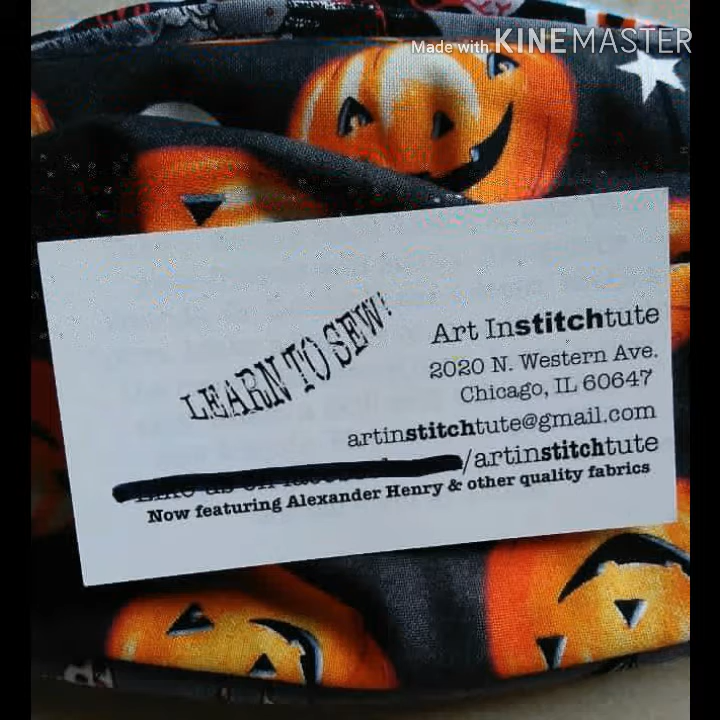 Made with KINEMASTER
LEARN TO SEW!
Art Institchtute
2020 N. Western Ave.
Chicago, IL 60647
artinstitchtute@gmail.com
/artinstitchtute
Now featuring Alexander Henry & other quality fabrics